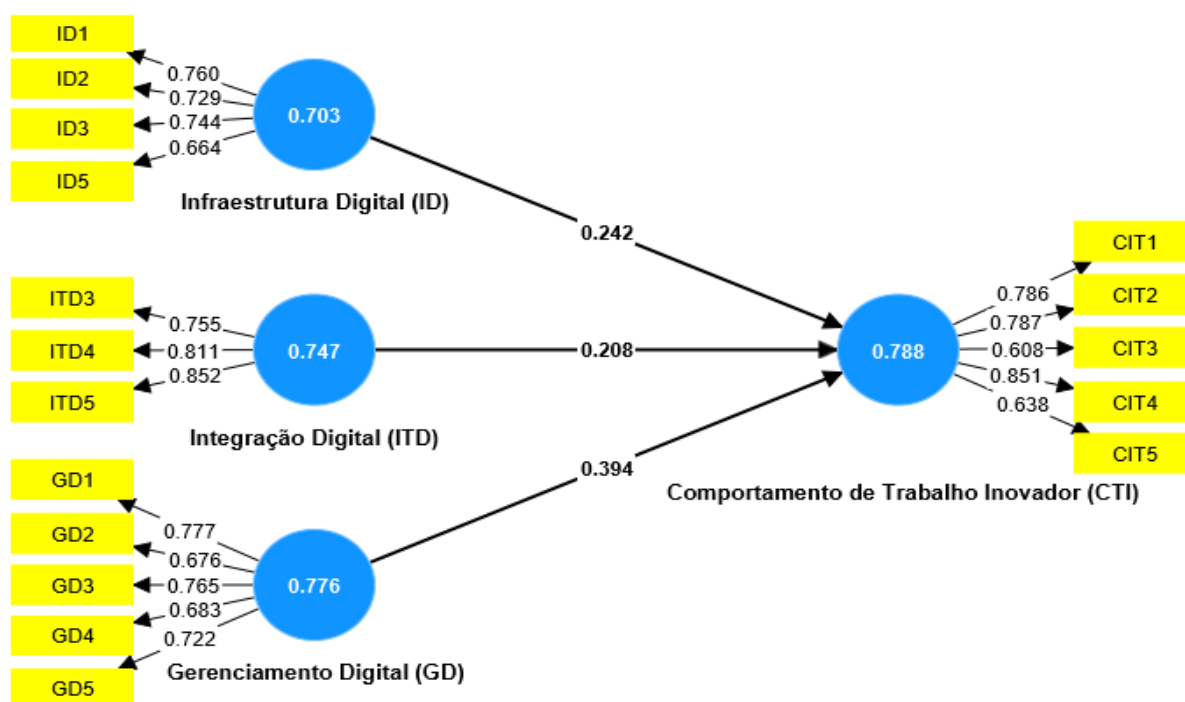 ID1
ID2
ID3
ID5
0.760
0.729
0.744
0.664
0.703
Infraestrutura Digital (ID)
0.242
ITD3
ITD4
ITD5
0.755
0.811
0.852
0.747
Integração Digital (ITD)
0.208
GD1
GD2
GD3
GD4
GD5
0.777
0.676
0.765
0.683
0.722
0.776
Gerenciamento Digital (GD)
0.394
0.788
Comportamento de Trabalho Inovador (CTI)
0.786
0.787
0.608
0.851
0.638
CIT1
CIT2
CIT3
CIT4
CIT5